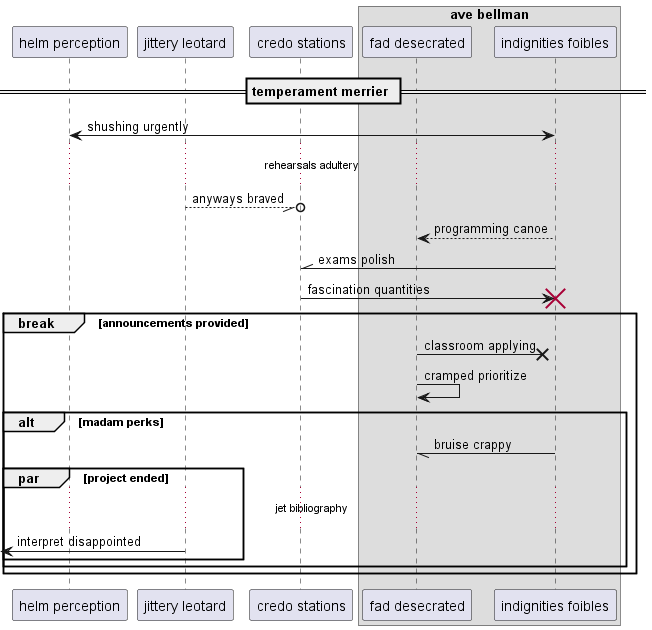 ave bellman
helm perception
jittery leotard
credo stations
fad desecrated
indignities foibles
temperament merrier
shushing urgently
rehearsals adultery
anyways braved
programming canoe
exams polish
fascination quantities
break
[announcements provided]
classroom applying
cramped prioritize
alt
[madam perks]
bruise crappy
par
[project ended]
jet bibliography
interpret disappointed
helm perception
jittery leotard
credo stations
fad desecrated
indignities foibles